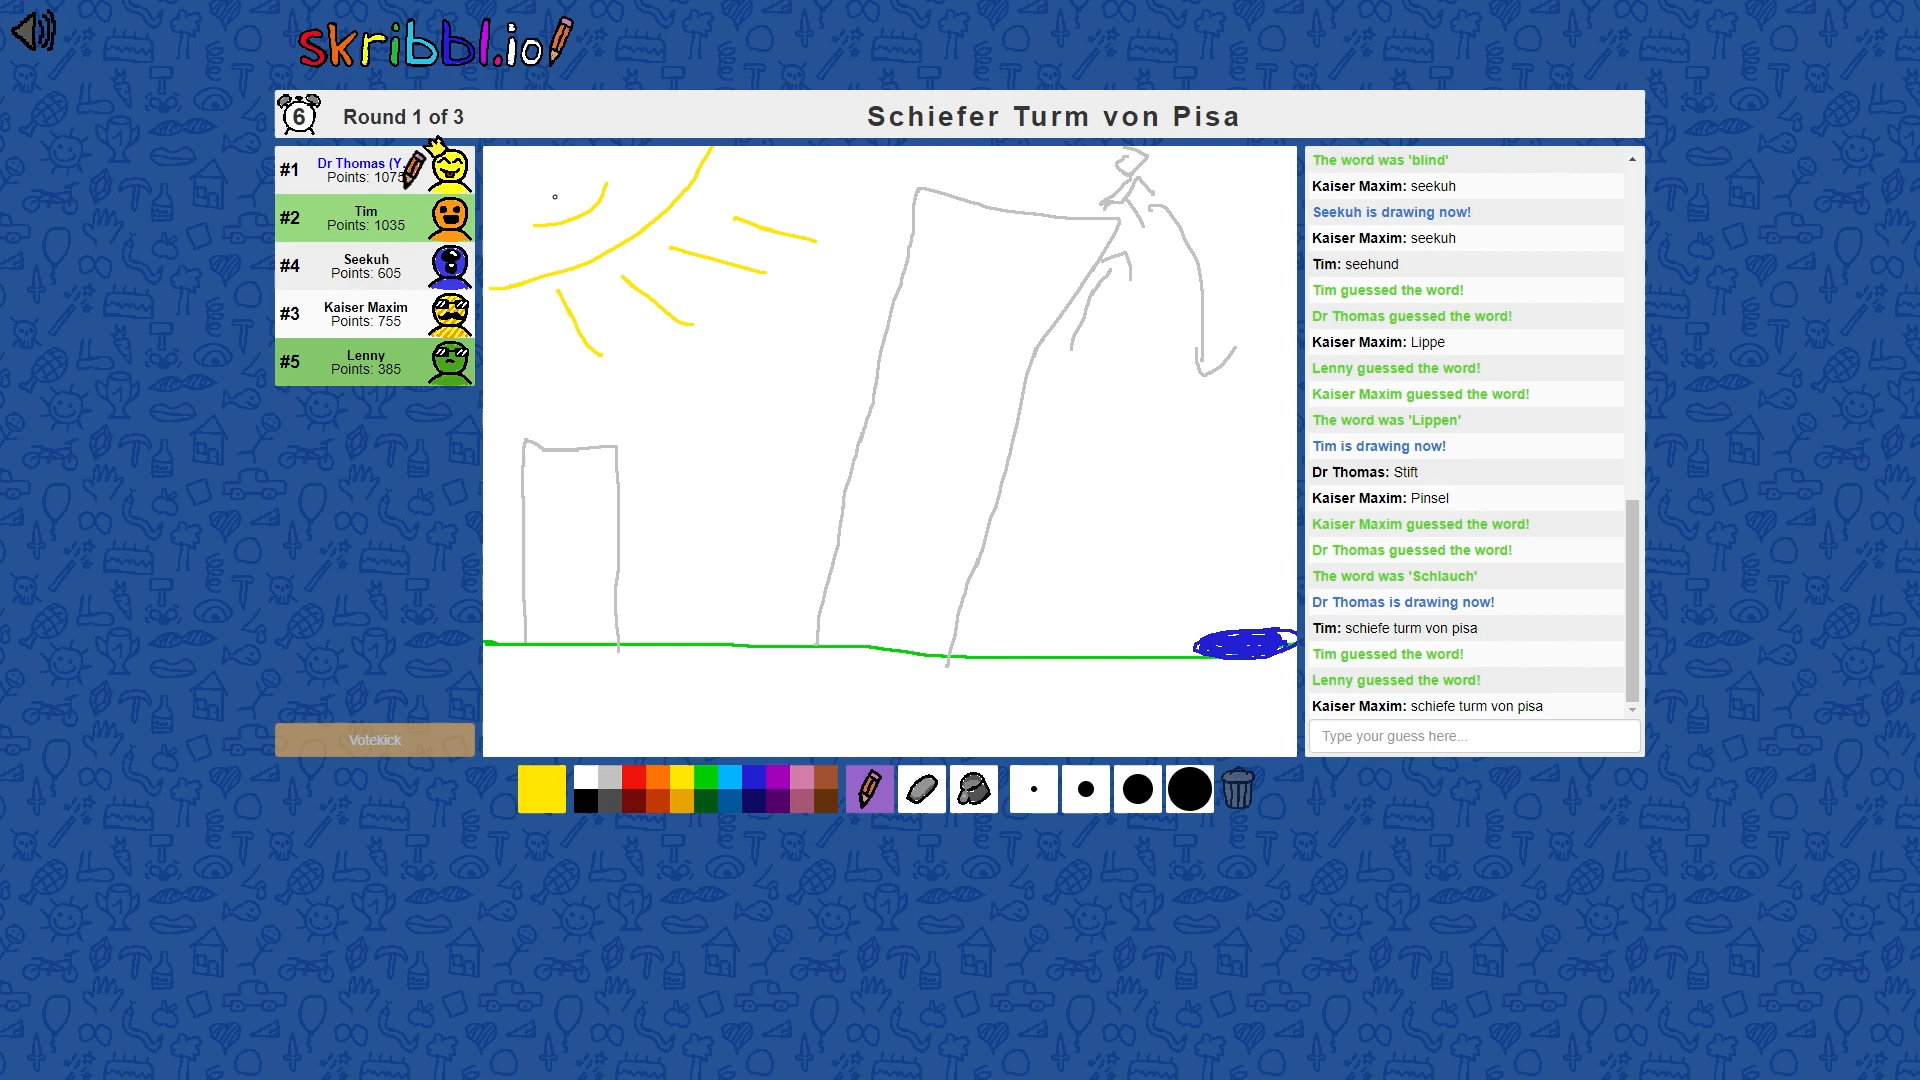 skribbl.io
6
Round 1 of 3
Schiefer Turm von Pisa
#1
Dr Thomas (Y
Points: 1075
#2
Tim
Points: 1035
#4
Seekuh
Points: 605
#3
Kaiser Maxim
Points: 755
#5
Lenny
Points: 385
Votekick
The word was 'blind'
Kaiser Maxim: seekuh
Seekuh is drawing now!
Kaiser Maxim: seekuh
Tim: seehund
Tim guessed the word!
Dr Thomas guessed the word!
Kaiser Maxim: Lippe
Lenny guessed the word!
Kaiser Maxim guessed the word!
The word was 'Lippen'
Tim is drawing now!
Dr Thomas: Stift
Kaiser Maxim: Pinsel
Kaiser Maxim guessed the word!
Dr Thomas guessed the word!
The word was 'Schlauch'
Dr Thomas is drawing now!
Tim: schiefe turm von pisa
Tim guessed the word!
Lenny guessed the word!
Kaiser Maxim: schiefe turm von pisa
Type your guess here...